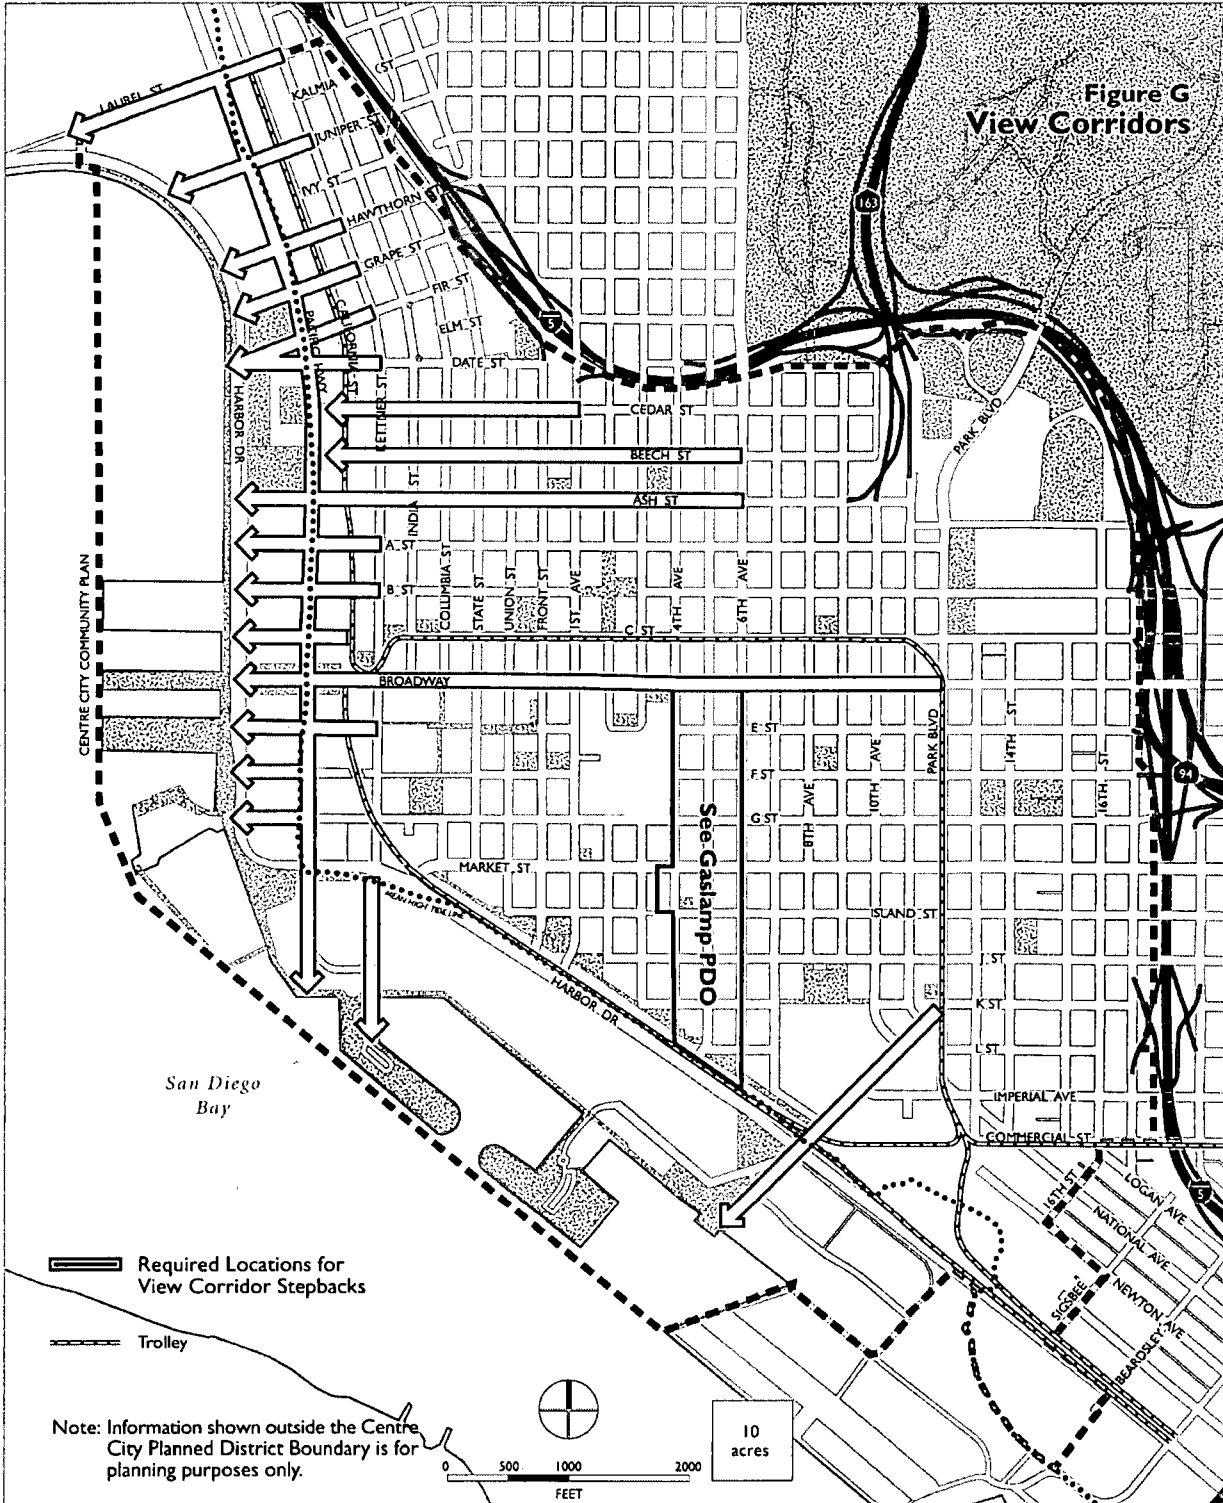 Figure G
View Corridors
LAUREL ST
KALMIA
ST
JUNIPER ST
IVY ST
HAWTHORN ST
GRAPE ST
FIR ST
ELM ST
DATE ST
CEDAR ST
BEECH ST
ASH ST
A ST
B ST
C ST
BROADWAY
PACIFIC HWY
CALIFORNIA ST
KETTNER ST
HARBOR DR
INDIA ST
COLUMBIA ST
STATE ST
UNION ST
FRONT ST
1ST AVE
4TH AVE
6TH AVE
163
5
PARK BLVD
CENTRE CITY COMMUNITY PLAN
E ST
F ST
G ST
8TH AVE
10TH AVE
PARK BLVD
14TH ST
16TH ST
94
See Gaslamp PDO
MARKET ST
MEAN HIGH TIDE LINE
ISLAND ST
J ST
K ST
L ST
HARBOR DR
IMPERIAL AVE
COMMERCIAL ST
San Diego
Bay
16TH ST
LOGAN AVE
NATIONAL AVE
NEWTON AVE
SIGSBEE
BEARDSLEY
5
Required Locations for
View Corridor Stepbacks
Trolley
Note: Information shown outside the Centre
City Planned District Boundary is for
planning purposes only.
0 500 1000 2000
FEET
10
acres